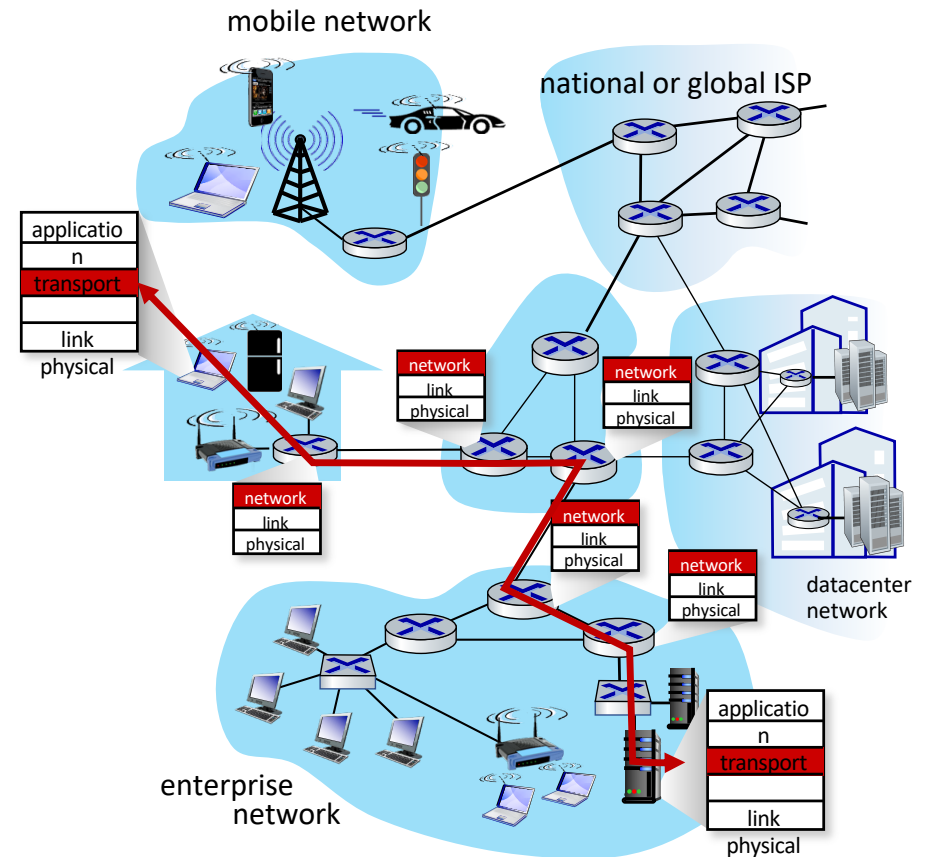 mobile network
national or global ISP
applicatio
n
transport
link
physical
network
link
physical
network
link
physical
network
link
physical
network
link
physical
network
link
physical
datacenter
network
enterprise
network
applicatio
n
transport
link
physical